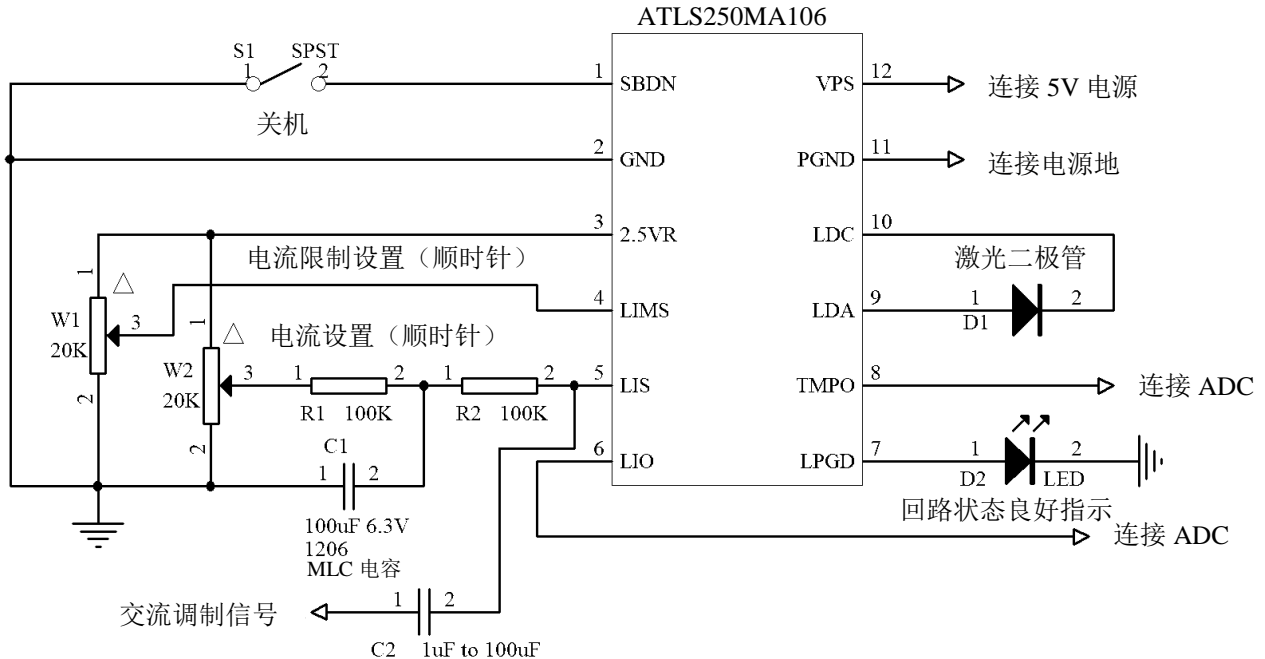 ATLS250MA106
S1 SPST
1 2
关机
1 SBDN
VPS 12
连接 5V 电源
2 GND
PGND 11
连接电源地
3 2.5VR
LDC 10
电流限制设置（顺时针）
激光二极管
1
W1
20K
3
2
4 LIMS
LDA 9
1 2
D1
1
电流设置（顺时针）
W2
20K
3
2
1 2
R1 100K
1 2
R2 100K
5 LIS
TMPO 8
连接 ADC
6 LIO
LPGD 7
1 2
D2 LED
回路状态良好指示
连接 ADC
C1
1 2
100uF 6.3V
1206
MLC 电容
交流调制信号
1 2
C2 1uF to 100uF